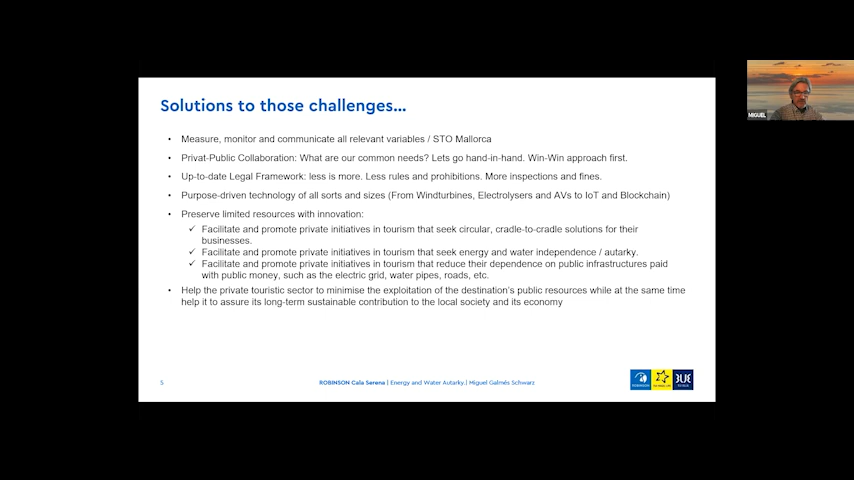 Solutions to those challenges...
• Measure, monitor and communicate all relevant variables / STO Mallorca
• Privat-Public Collaboration: What are our common needs? Lets go hand-in-hand. Win-Win approach first.
• Up-to-date Legal Framework: less is more. Less rules and prohibitions. More inspections and fines.
• Purpose-driven technology of all sorts and sizes (From Windturbines, Electrolysers and AVs to IoT and Blockchain)
• Preserve limited resources with innovation:
✓ Facilitate and promote private initiatives in tourism that seek circular, cradle-to-cradle solutions for their
businesses.
✓ Facilitate and promote private initiatives in tourism that seek energy and water independence / autarky.
✓ Facilitate and promote private initiatives in tourism that reduce their dependence on public infrastructures paid
with public money, such as the electric grid, water pipes, roads, etc.
• Help the private touristic sector to minimise the exploitation of the destination's public resources while at the same time
help it to assure its long-term sustainable contribution to the local society and its economy
5
ROBINSON Cala Serena | Energy and Water Autarky.| Miguel Galmés Schwarz
MIGUEL